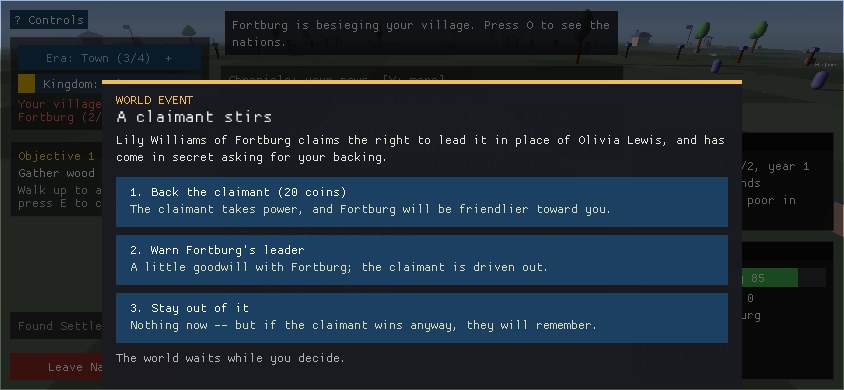 ? Controls
Fortburg is besieging your village. Press O to see the
nations.
Era: Town (3/4) +
Kingdom:
Your village
Fortburg (2/
Objective 1
Gather wood
Walk up to a
press E to c
WORLD EVENT
A claimant stirs
Lily Williams of Fortburg claims the right to lead it in place of Olivia Lewis, and has
come in secret asking for your backing.
1. Back the claimant (20 coins)
The claimant takes power, and Fortburg will be friendlier toward you.
2. Warn Fortburg's leader
A little goodwill with Fortburg; the claimant is driven out.
3. Stay out of it
Nothing now -- but if the claimant wins anyway, they will remember.
The world waits while you decide.
/2, year 1
nds
poor in
85
0
urg
Found Settle
Leave Na